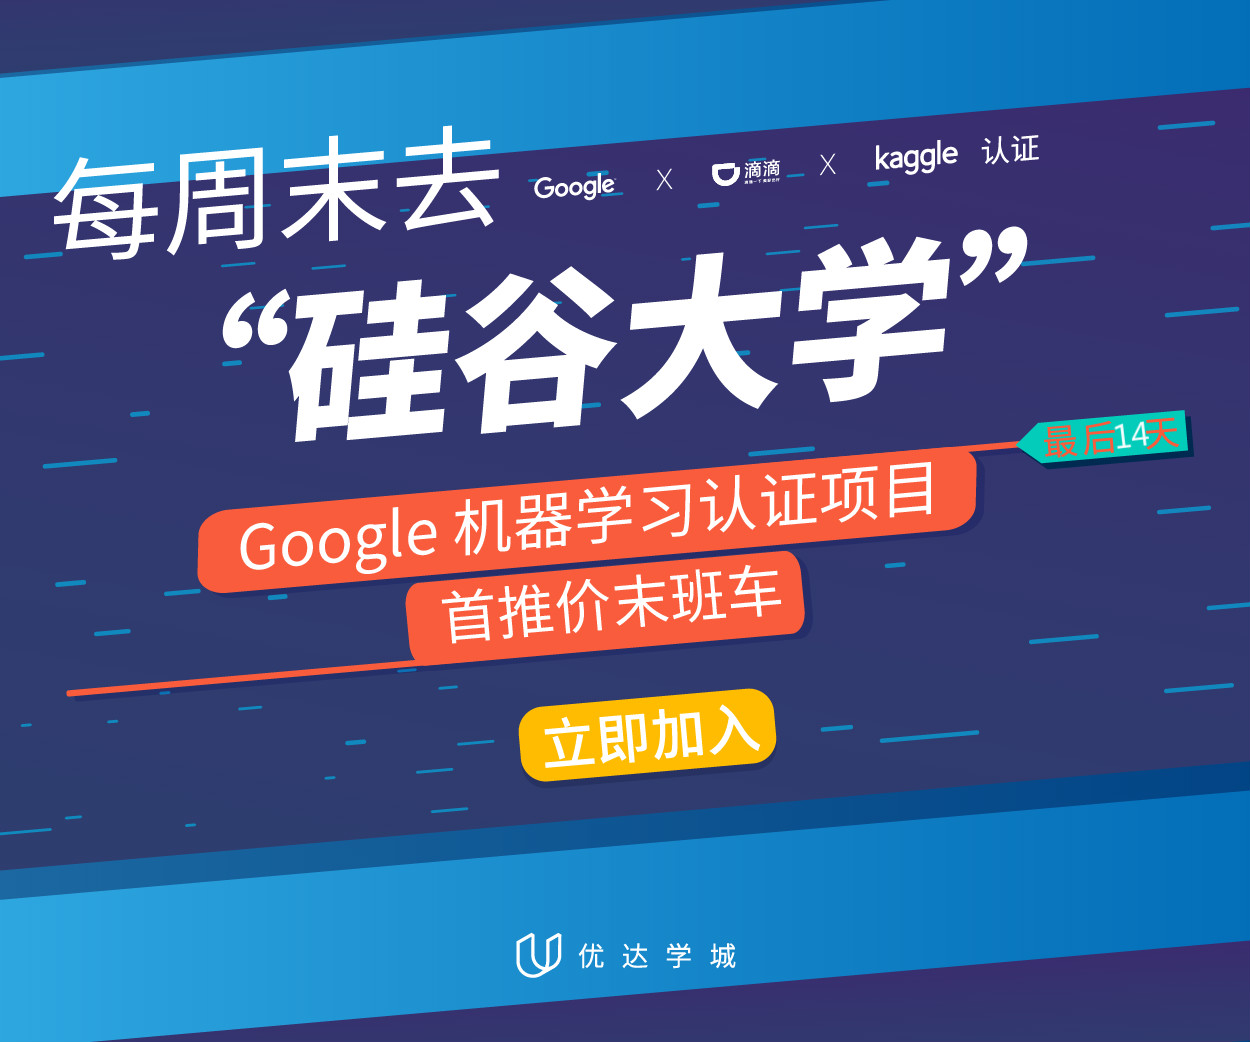 每周末去
Google X 滴滴 X kaggle 认证
“硅谷大学”
最后14天
Google 机器学习认证项目
首推价末班车
立即加入
优达学城